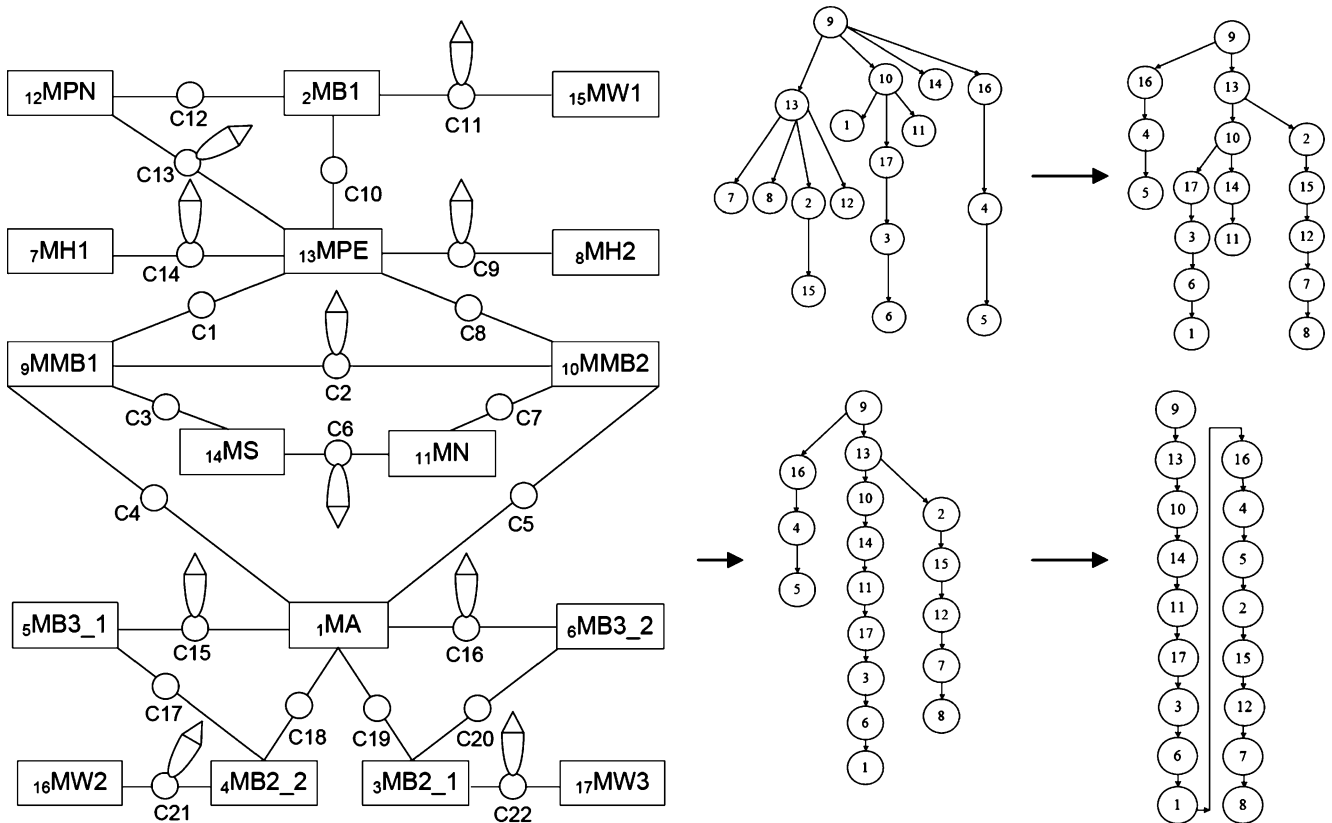 12MPN
C12
2MB1
C11
15MW1
C13
C10
7MH1
C14
13MPE
C9
8MH2
C1
C8
9MMB1
C2
10MMB2
C3
C6
C7
14MS
11MN
C4
C5
5MB3_1
C15
1MA
C16
6MB3_2
C17
C18
C19
C20
16MW2
C21
4MB2_2
3MB2_1
C22
17MW3
9
10
14
16
13
1
11
17
7
8
2
12
4
3
15
6
5
9
16
13
4
10
2
5
17
14
15
3
11
12
6
7
1
8
9
13
16
10
2
4
14
15
5
11
12
17
7
3
8
6
1
9
13
10
14
11
17
3
6
1
16
4
5
2
15
12
7
8